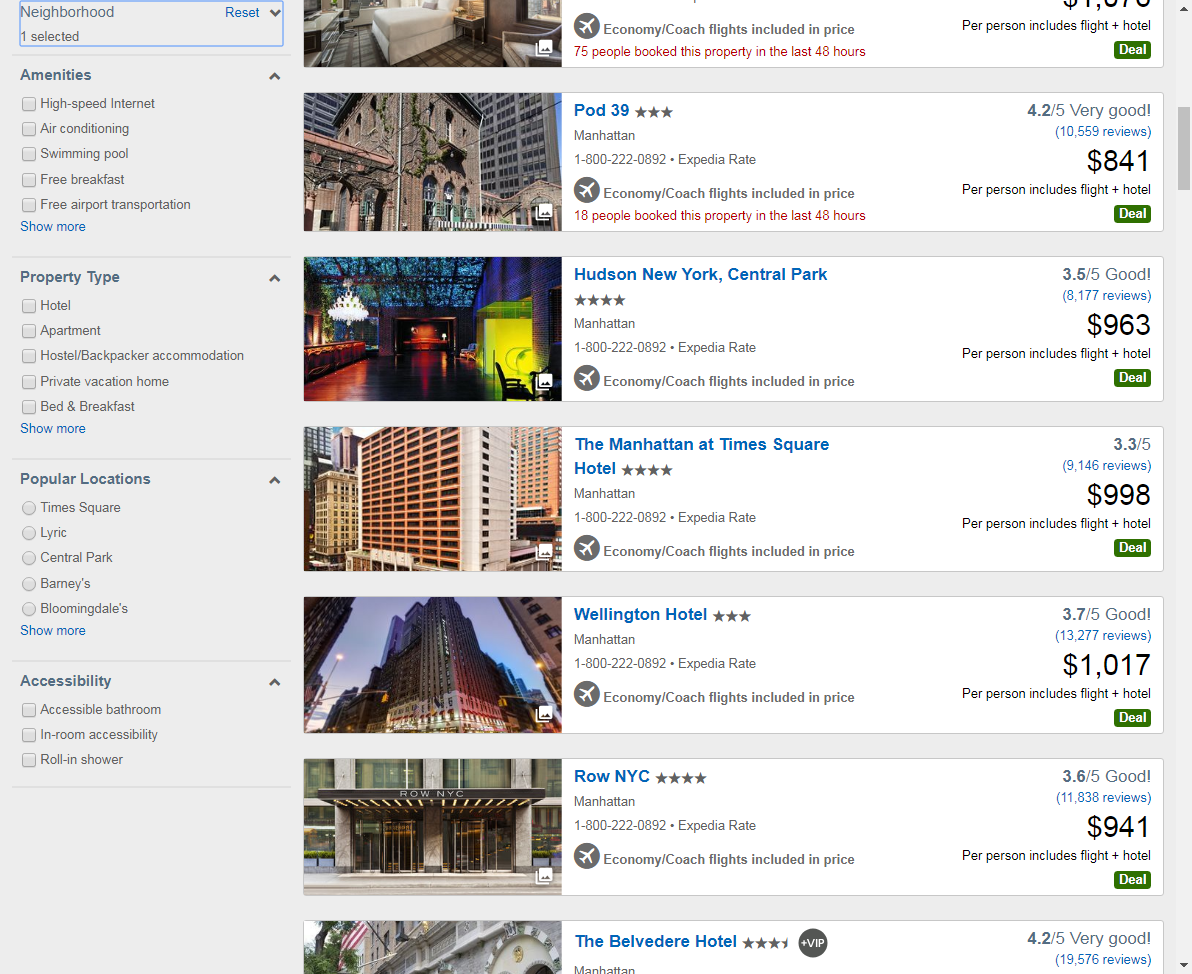 Neighborhood
Reset
1 selected
Amenities
High-speed Internet
Air conditioning
Swimming pool
Free breakfast
Free airport transportation
Show more
Property Type
Hotel
Apartment
Hostel/Backpacker accommodation
Private vacation home
Bed & Breakfast
Show more
Popular Locations
Times Square
Lyric
Central Park
Barney's
Bloomingdale's
Show more
Accessibility
Accessible bathroom
In-room accessibility
Roll-in shower
Economy/Coach flights included in price
75 people booked this property in the last 48 hours
Per person includes flight + hotel
Deal
Pod 39
Manhattan
1-800-222-0892 • Expedia Rate
Economy/Coach flights included in price
18 people booked this property in the last 48 hours
4.2/5 Very good!
(10,559 reviews)
$841
Per person includes flight + hotel
Deal
Hudson New York, Central Park
Manhattan
1-800-222-0892 • Expedia Rate
Economy/Coach flights included in price
3.5/5 Good!
(8,177 reviews)
$963
Per person includes flight + hotel
Deal
The Manhattan at Times Square
Hotel
Manhattan
1-800-222-0892 • Expedia Rate
Economy/Coach flights included in price
3.3/5
(9,146 reviews)
$998
Per person includes flight + hotel
Deal
Wellington Hotel
Manhattan
1-800-222-0892 • Expedia Rate
Economy/Coach flights included in price
3.7/5 Good!
(13,277 reviews)
$1,017
Per person includes flight + hotel
Deal
ROW NYC
Row NYC
Manhattan
1-800-222-0892 • Expedia Rate
Economy/Coach flights included in price
3.6/5 Good!
(11,838 reviews)
$941
Per person includes flight + hotel
Deal
The Belvedere Hotel +VIP
Manhattan
4.2/5 Very good!
(19,576 reviews)